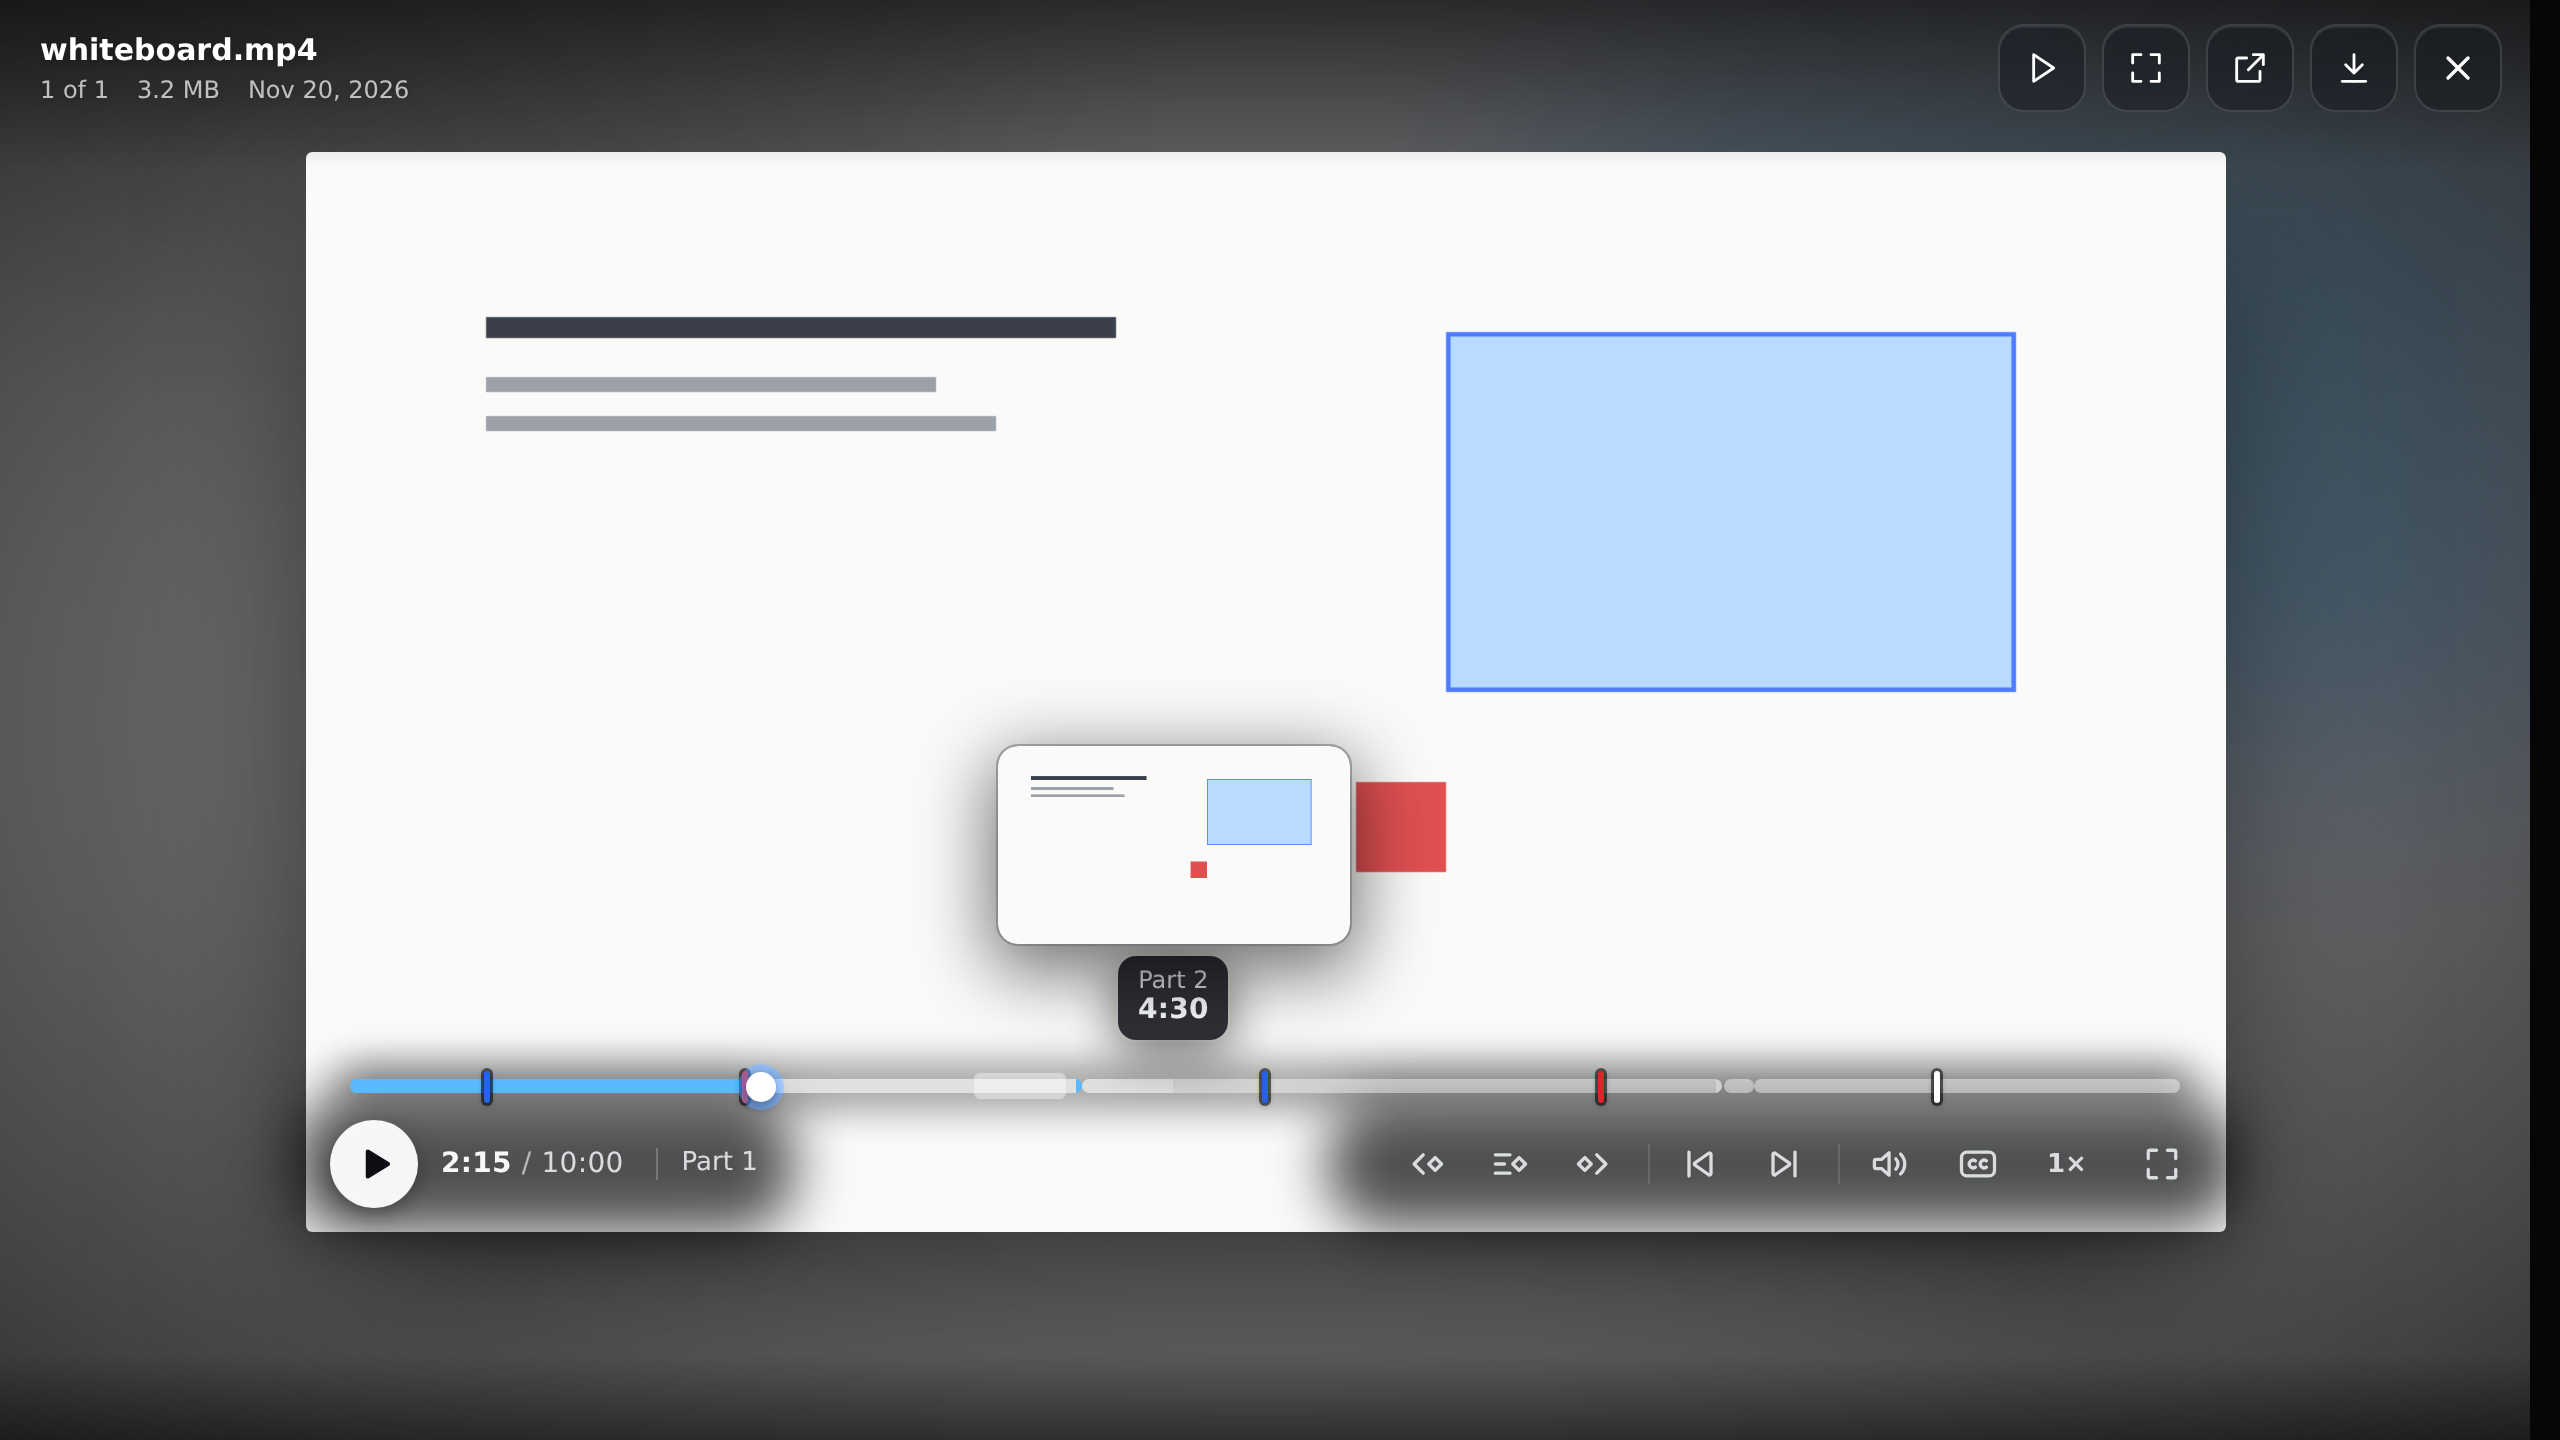 whiteboard.mp4
1 of 1 3.2 MB Nov 20, 2026
Part 2
4:30
2:15 / 10:00 Part 1
cc 1×